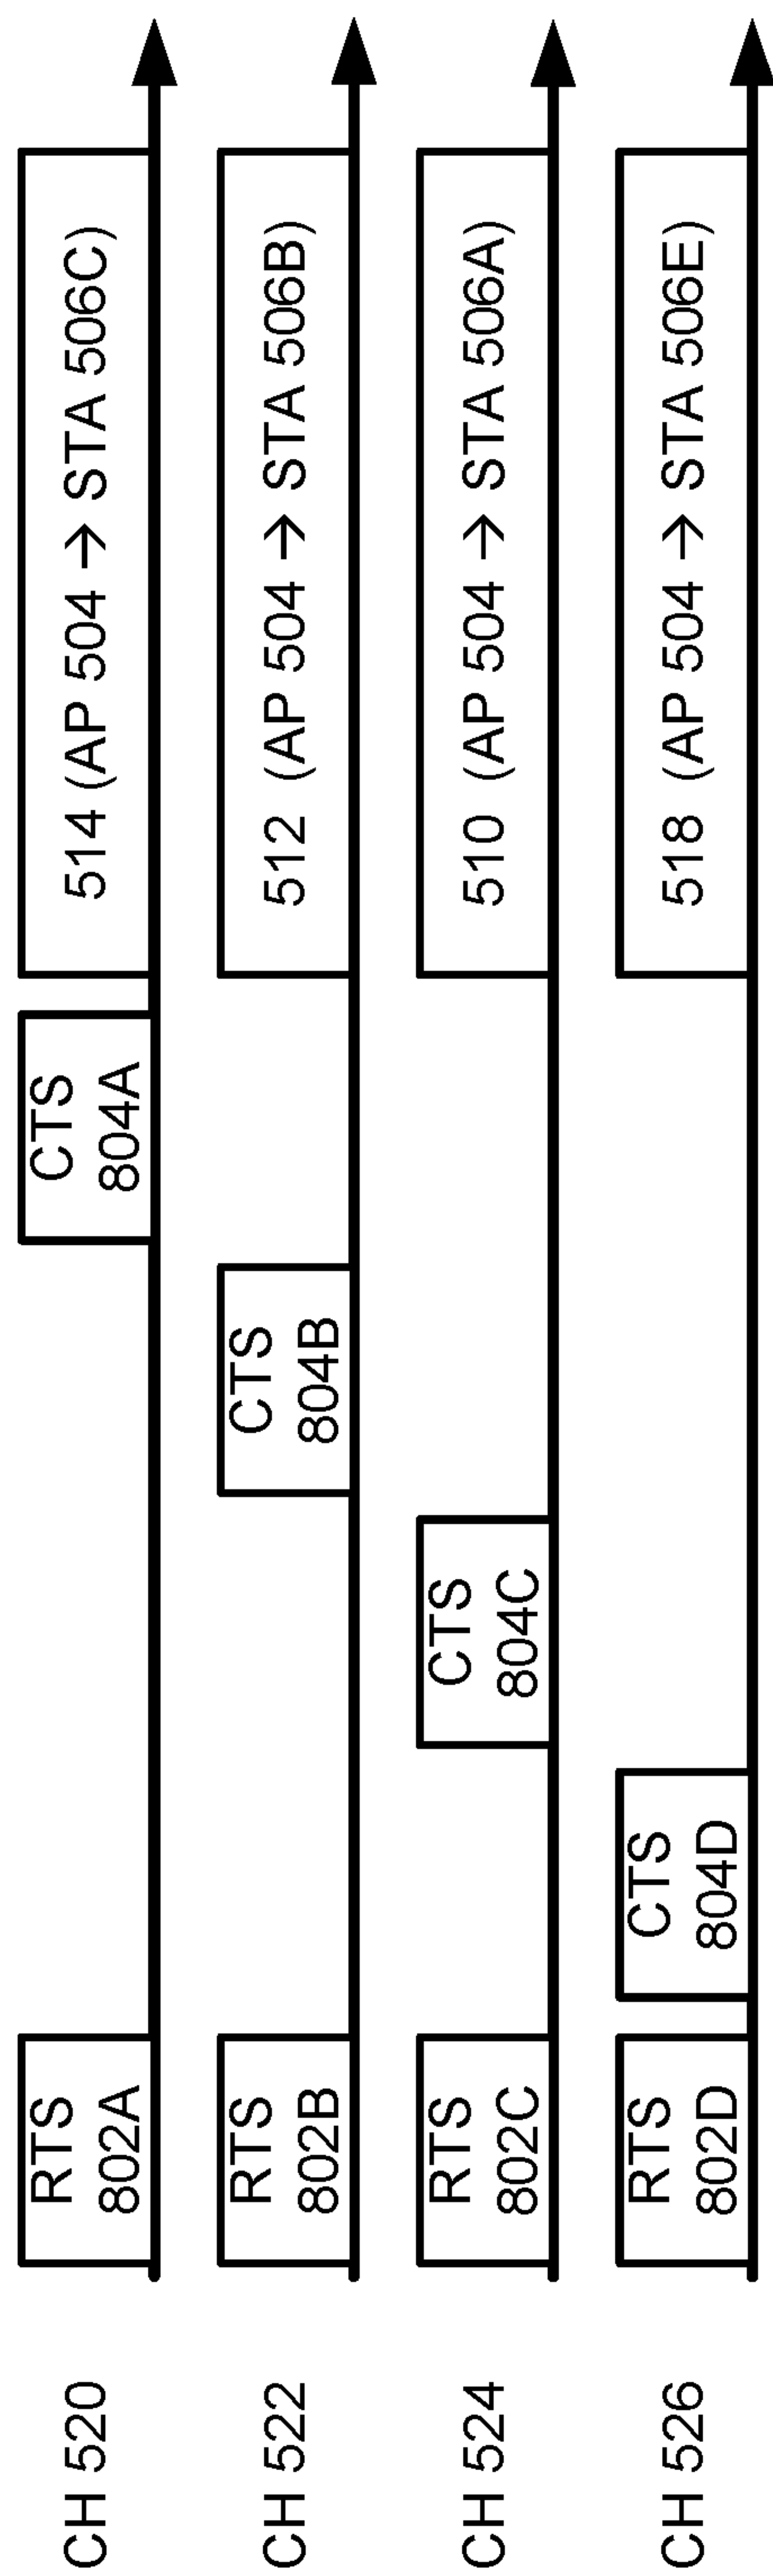 CH 520
RTS
802A
CTS
804A
514 (AP 504 → STA 506C)
CH 522
RTS
802B
CTS
804B
512 (AP 504 → STA 506B)
CH 524
RTS
802C
CTS
804C
510 (AP 504 → STA 506A)
CH 526
RTS
802D
CTS
804D
518 (AP 504 → STA 506E)